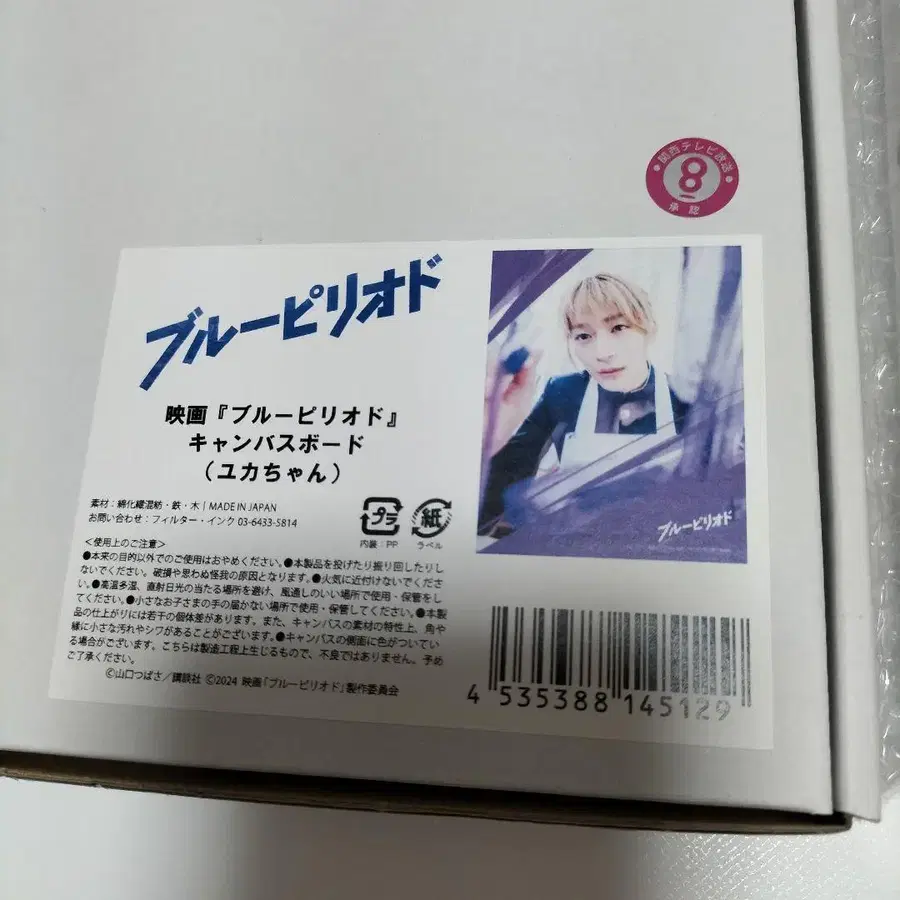 関西テレビ放送
8
承認
ブルーピリオド
映画『ブルーピリオド』
キャンバスボード
(ユカちゃん)
素材:綿化繊混紡・鉄・木|MADE IN JAPAN
お問い合わせ:フィルター・インク 03-6433-5814
プラ
内装:PP
紙
ラベル
<使用上のご注意>
●本来の目的以外でのご使用はおやめください。●本製品を投げたり振り回したりし
ないでください。破損や思わぬ怪我の原因となります。●火気に近付けないでくださ
い。●高温多湿、直射日光の当たる場所を避け、風通しのいい場所で使用・保管をし
てください。●小さなお子さまの手の届かない場所で使用・保管してください。●本製
品の仕上がりには若干の個体差があります。また、キャンバスの素材の特性上、角や
縁に小さな汚れやシワがあることがございます。●キャンバスの側面に色がついてい
る場合がございます。こちらは製造工程上生じるもので、不良ではありません。予め
ご了承ください。
©山口つばさ/講談社 ©2024 映画「ブルーピリオド」製作委員会
ブルーピリオド
4 535388 145129